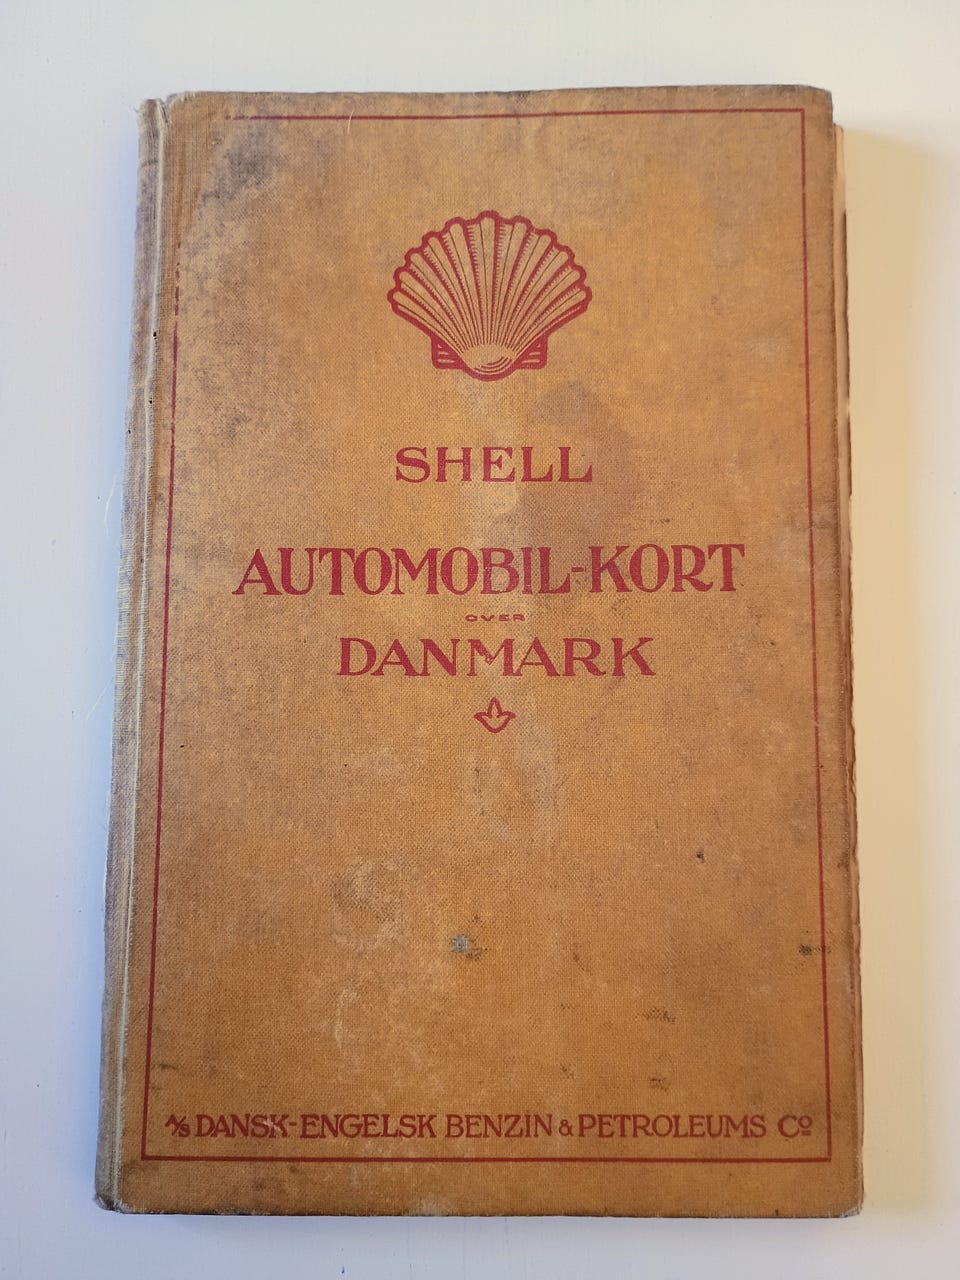 SHELL
AUTOMOBIL-KORT
OVER
DANMARK
A/S DANSK-ENGELSK BENZIN & PETROLEUMS Cº